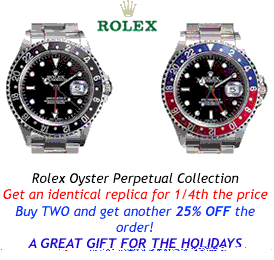 ROLEX
Rolex Oyster Perpetual Collection
Get an identical replica for 1/4th the price
Buy TWO and get another 25% OFF the
order!
A GREAT GIFT FOR THE HOLIDAYS